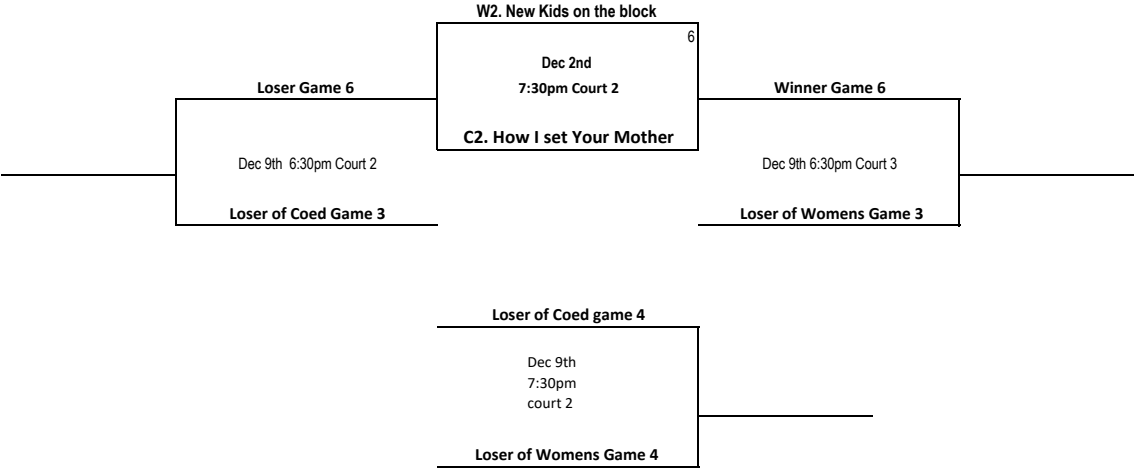 W2. New Kids on the block
6
Dec 2nd
Loser Game 6
7:30pm Court 2
Winner Game 6
C2. How I set Your Mother
Dec 9th  6:30pm Court 2
Dec 9th 6:30pm Court 3
Loser of Coed Game 3
Loser of Womens Game 3
Loser of Coed game 4
Dec 9th
7:30pm
court 2
Loser of Womens Game 4